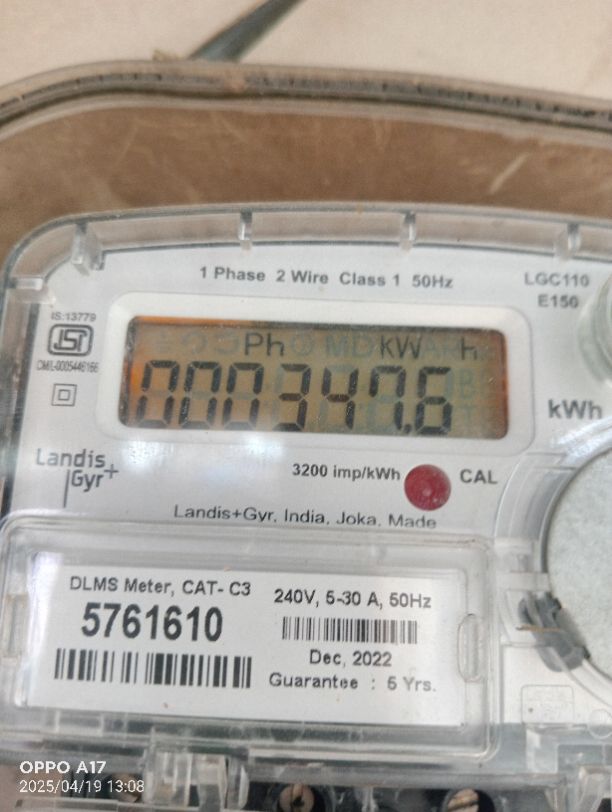 1 Phase 2 Wire Class 1 50Hz
LGC110
E150
IS:13779
ISI
CM/L-0005446166
Ph MD kW h
000347.6
kWh
Landis
Gyr+
3200 imp/kWh
CAL
Landis+Gyr, India, Joka, Made
DLMS Meter, CAT- C3
5761610
240V, 5-30 A, 50Hz
Dec, 2022
Guarantee : 5 Yrs.
OPPO A17
2025/04/19 13:08